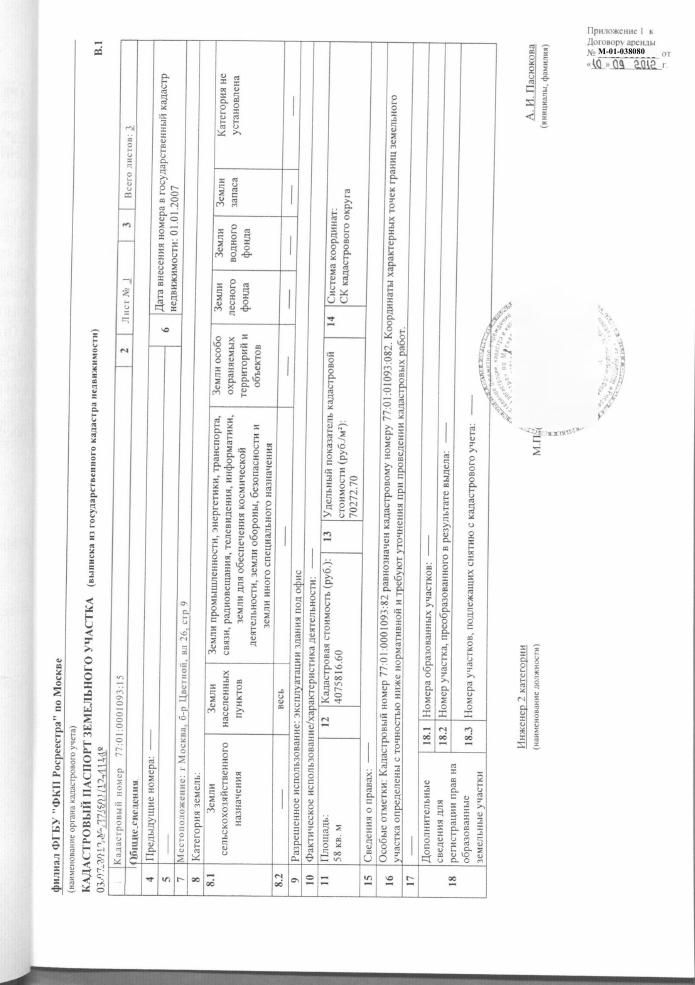 Приложение 1 к
Договору аренды
№ М-01-038080 от
«10» 09 2012 г.
филиал ФГБУ "ФКП Росреестра" по Москве
(наименование органа кадастрового учета)
КАДАСТРОВЫЙ ПАСПОРТ ЗЕМЕЛЬНОГО УЧАСТКА (выписка из государственного кадастра недвижимости)
В.1
03.07.2012 № 77/501/12-
1 Кадастровый номер 77:01:0001093:15
2 Лист № 1
3 Всего листов: 3
Общие сведения
4 Предыдущие номера: ——
5 ——
6 Дата внесения номера в государственный кадастр
недвижимости: 01.01.2007
7 Местоположение: г Москва, б-р Цветной, вл 26, стр 9
8 Категория земель:
8.1
Земли
сельскохозяйственного
назначения
Земли
населенных
пунктов
Земли промышленности, энергетики, транспорта,
связи, радиовещания, телевидения, информатики,
земли для обеспечения космической
деятельности, земли обороны, безопасности и
земли иного специального назначения
Земли особо
охраняемых
территорий и
объектов
Земли
лесного
фонда
Земли
водного
фонда
Земли
запаса
Категория не
установлена
8.2 —— весь —— —— —— —— —— ——
9 Разрешенное использование: эксплуатации здания под офис
10 Фактическое использование/характеристика деятельности: ——
11 Площадь:
58 кв. м
12 Кадастровая стоимость (руб.):
4075816.60
13 Удельный показатель кадастровой
стоимости (руб./м²):
70272.70
14 Система координат:
СК кадастрового округа
15 Сведения о правах: ——
16 Особые отметки: Кадастровый номер 77:01:0001093:82 равнозначен кадастровому номеру 77:01:01093:082. Координаты характерных точек границ земельного
участка определены с точностью ниже нормативной и требуют уточнения при проведении кадастровых работ.
17 ——
18 Дополнительные
сведения для
регистрации прав на
образованные
земельные участки
18.1 Номера образованных участков: ——
18.2 Номер участка, преобразованного в результате выдела: ——
18.3 Номера участков, подлежащих снятию с кадастрового учета: ——
Инженер 2 категории
(наименование должности)
М.П.
А. И. Пасюкова
(инициалы, фамилия)